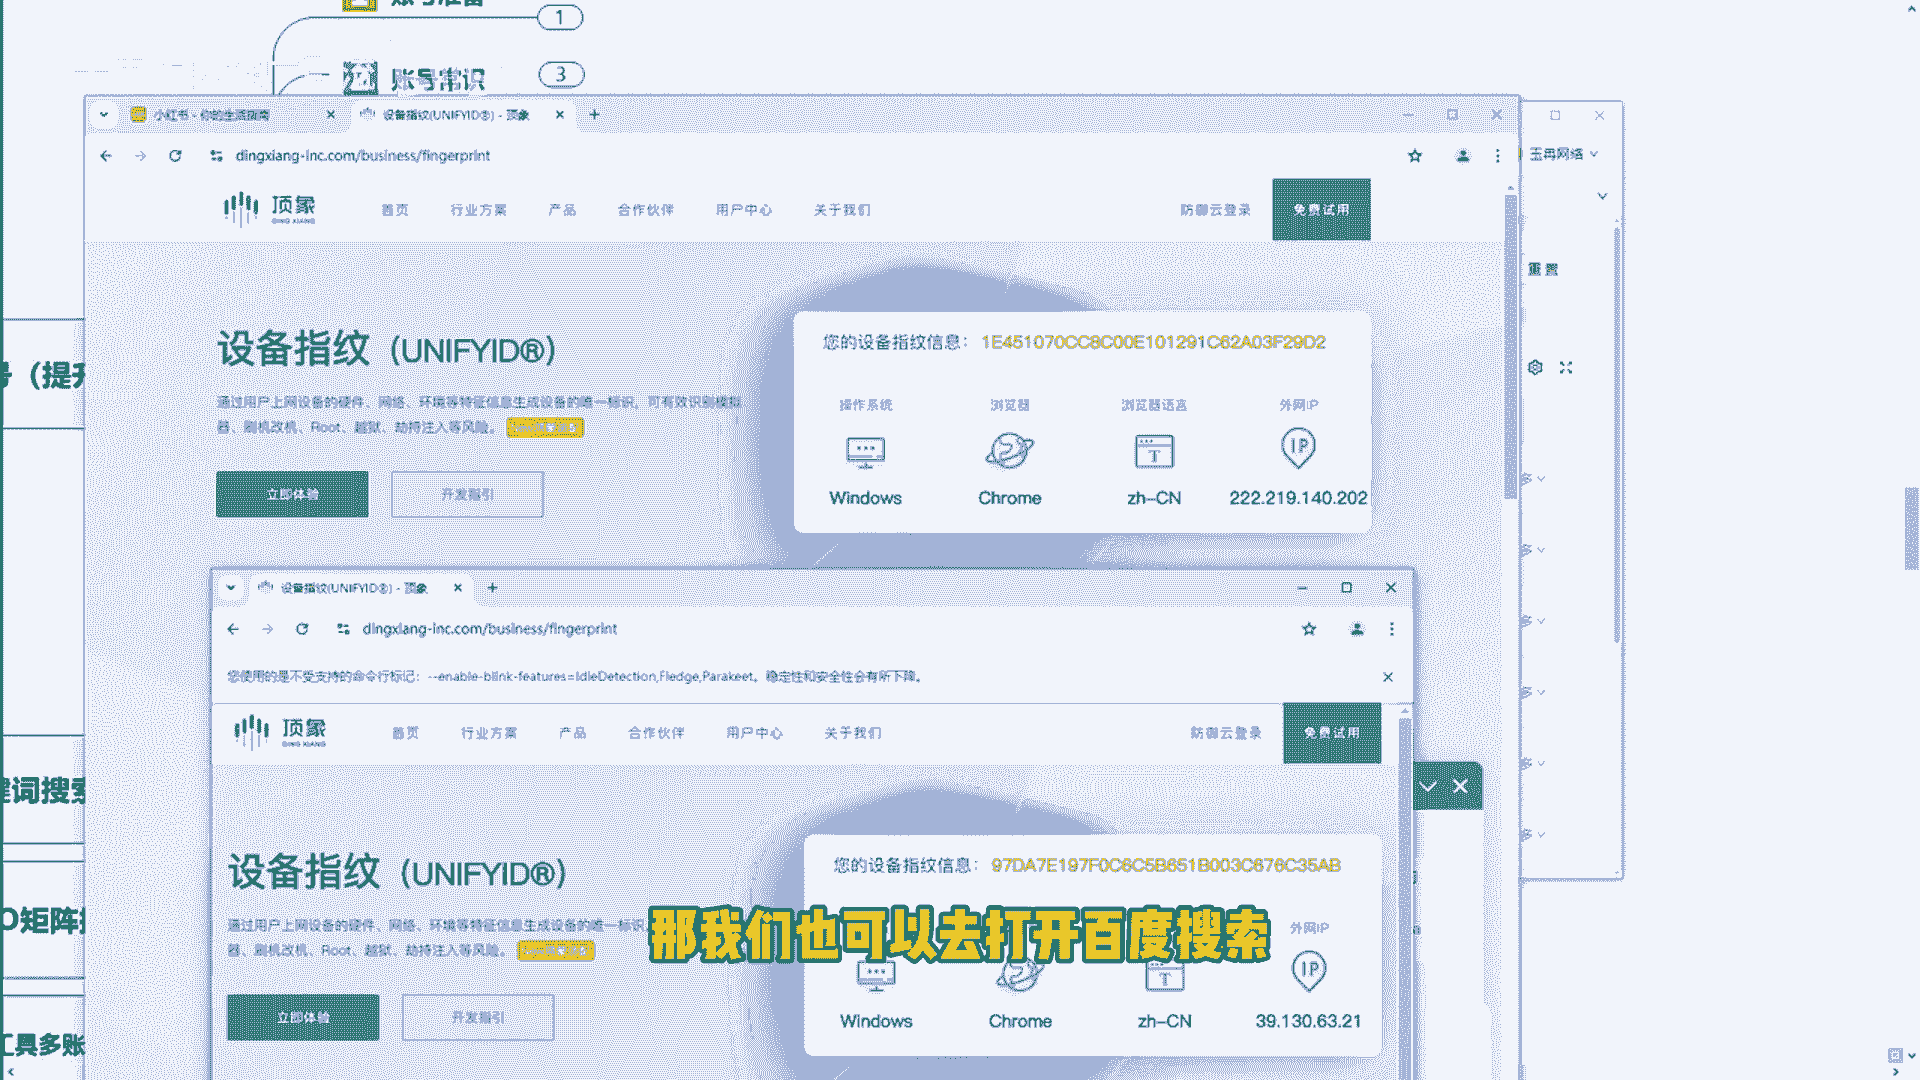 账号准备
1
账号常识
3
小红书 - 你的生活指南
设备指纹(UNIFYID®) - 顶象
dingxiang-inc.com/business/fingerprint
玉冉网络
顶象
DING XIANG
首页
行业方案
产品
合作伙伴
用户中心
关于我们
防御云登录
免费试用
重置
号（提升
设备指纹（UNIFYID®）
通过用户上网设备的硬件、网络、环境等特征信息生成设备的唯一标识，可有效识别模拟
器、刷机改机、Root、越狱、劫持注入等风险。
立即体验
开发指引
您的设备指纹信息： 1E451070CC8C00E101291C62A03F29D2
操作系统
浏览器
浏览器语言
外网IP
Windows
Chrome
zh-CN
222.219.140.202
设备指纹(UNIFYID®) - 顶象
dingxiang-inc.com/business/fingerprint
您使用的是不受支持的命令行标记：--enable-blink-features=IdleDetection,Fledge,Parakeet。稳定性和安全性会有所下降。
顶象
DING XIANG
首页
行业方案
产品
合作伙伴
用户中心
关于我们
防御云登录
免费试用
键词搜索
设备指纹（UNIFYID®）
通过用户上网设备的硬件、网络、环境等特征信息生成设备的唯一标识
器、刷机改机、Root、越狱、劫持注入等风险。
立即体验
开发指引
您的设备指纹信息： 97DA7E197F0C6C5B651B003C676C35AB
外网IP
Windows
Chrome
zh-CN
39.130.63.21
O矩阵
工具多账
那我们也可以去打开百度搜索